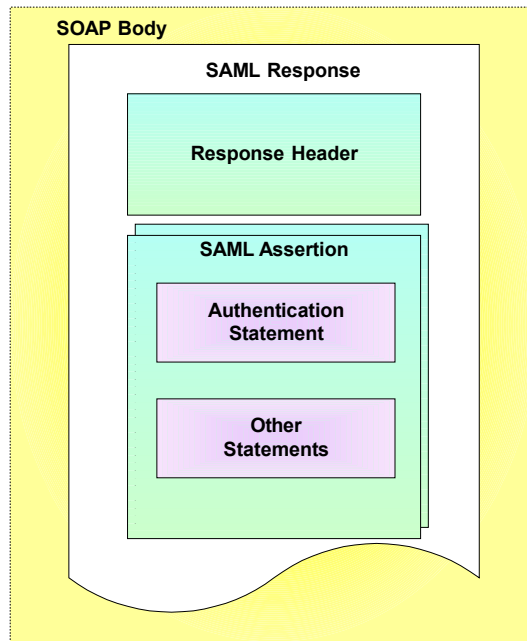 SOAP Body
SAML Response
Response Header
SAML Assertion
Authentication
Statement
Other
Statements